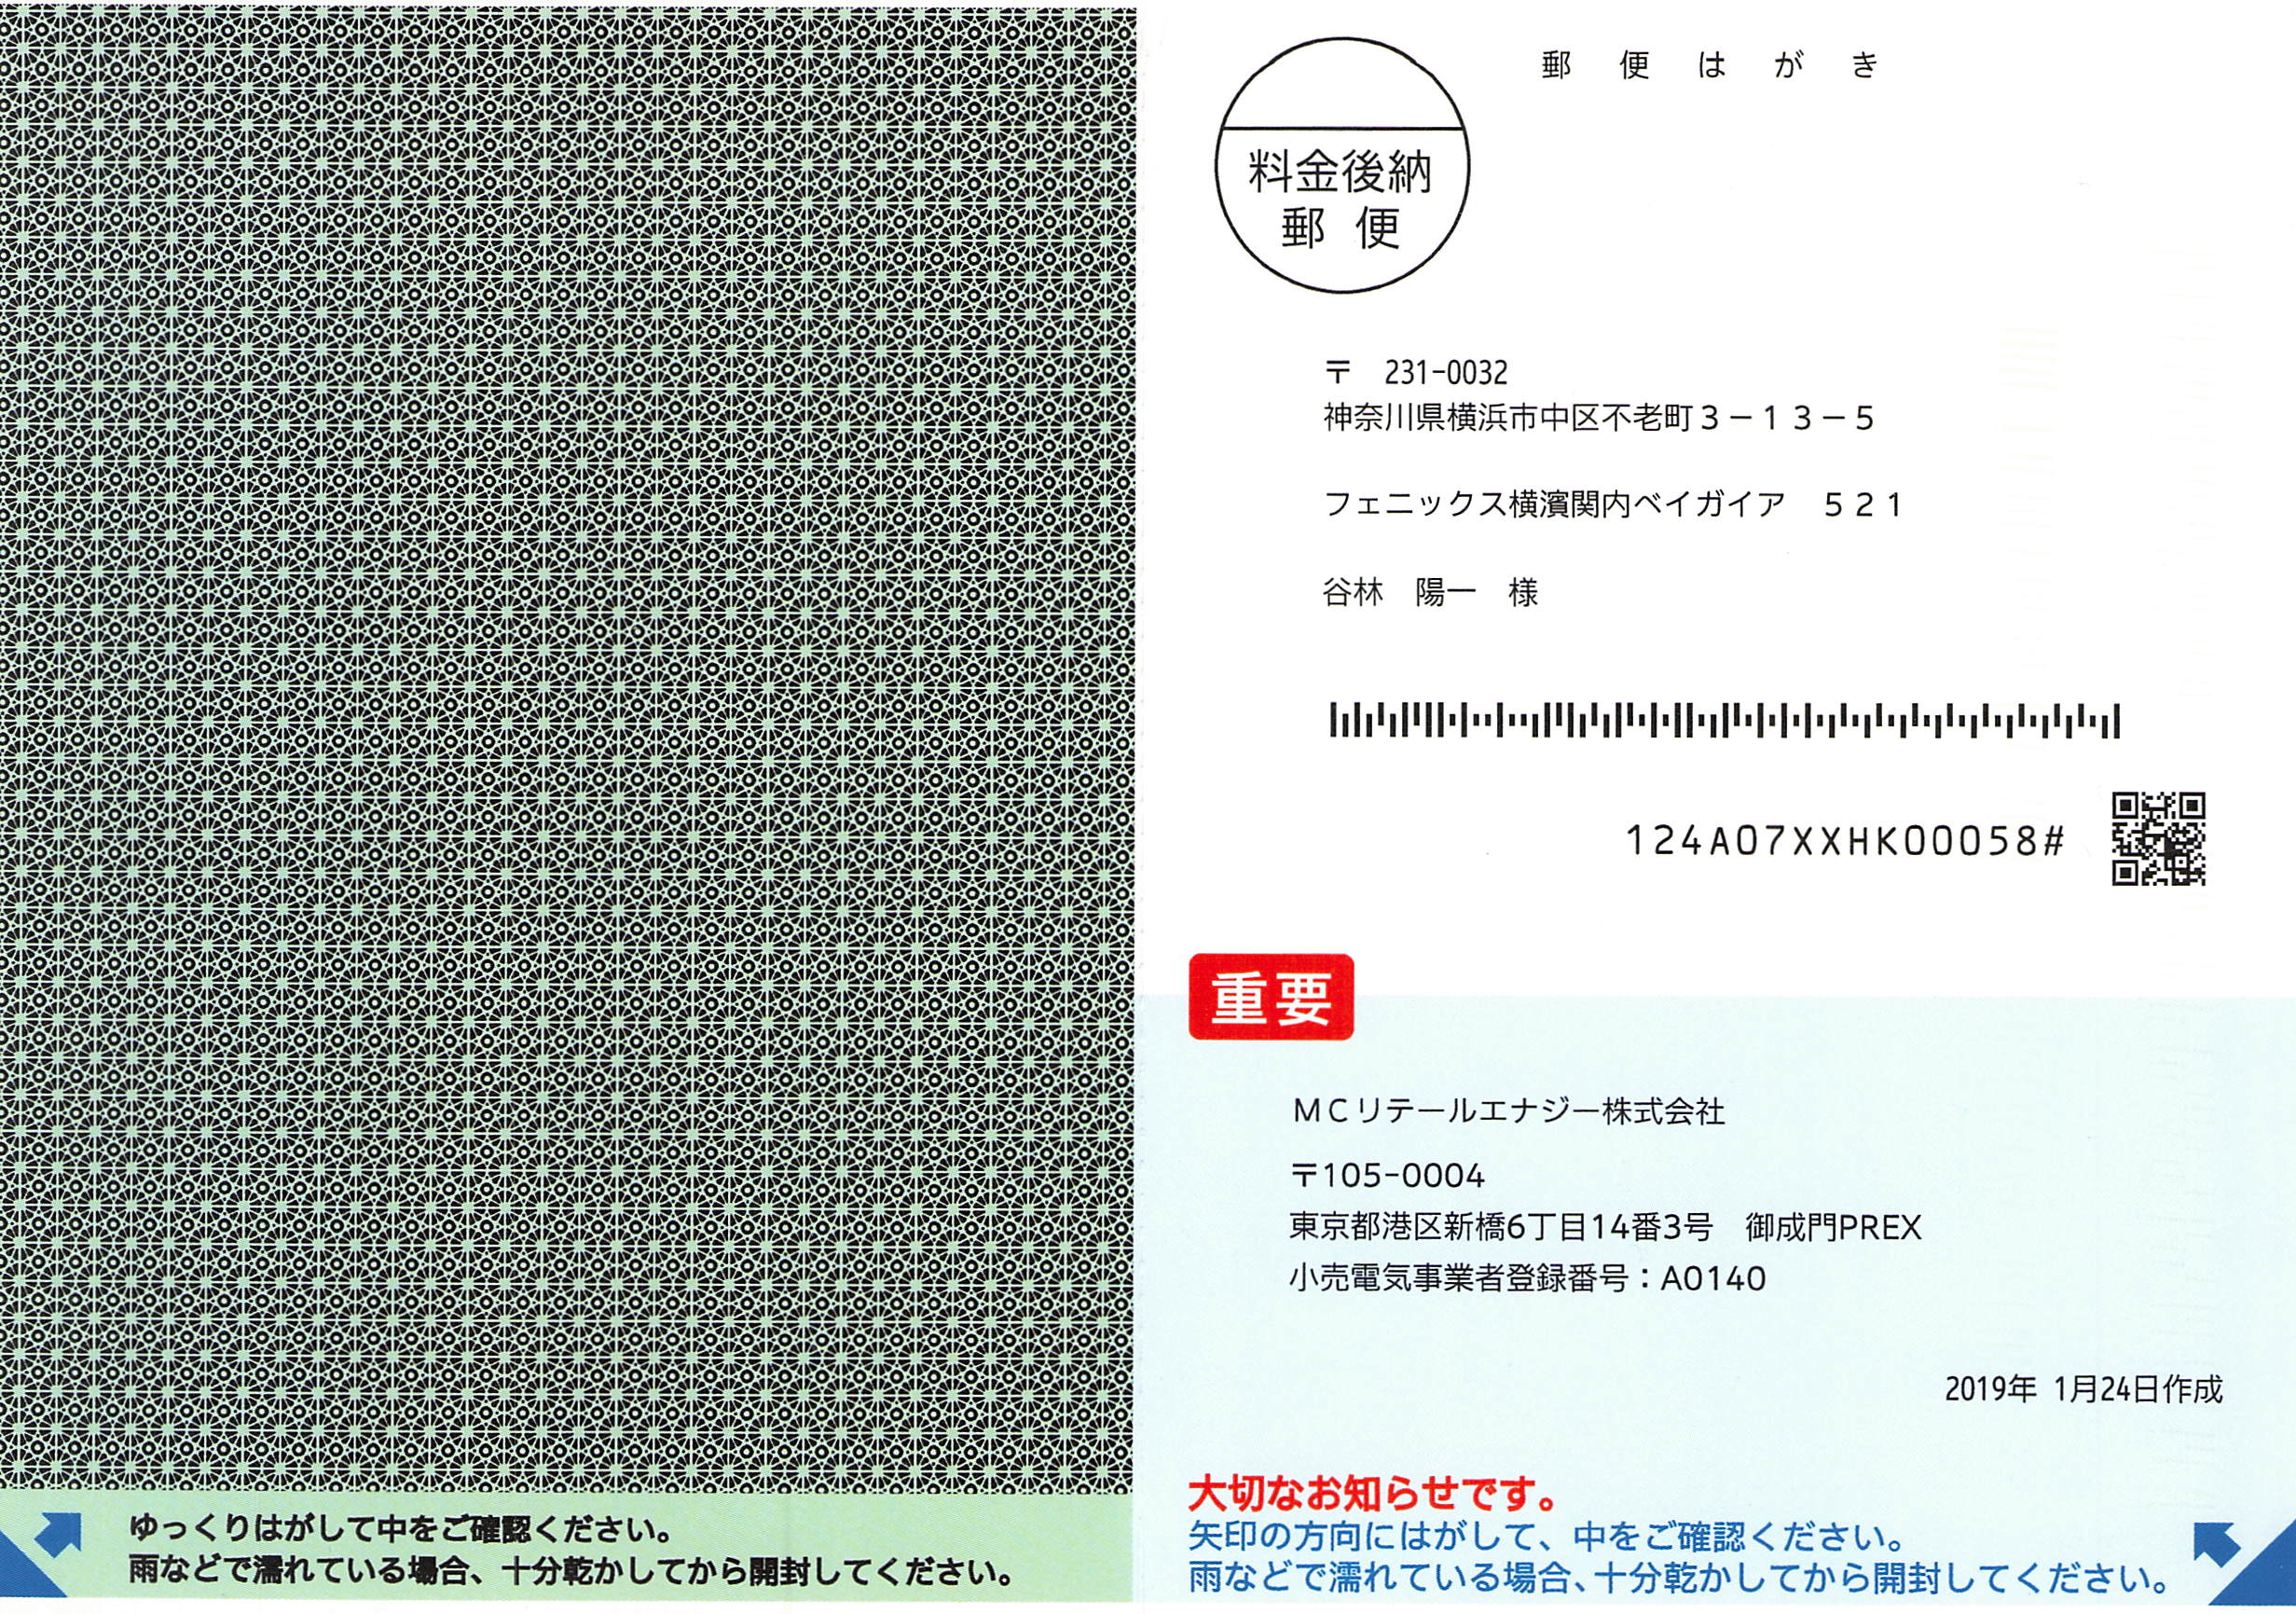 郵便はがき
料金後納
郵便
〒 231-0032
神奈川県横浜市中区不老町３－１３－５
フェニックス横濱関内ベイガイア　５２１
谷林　陽一　様
124A07XXHK00058#
重要
ＭＣリテールエナジー株式会社
〒105-0004
東京都港区新橋6丁目14番3号　御成門PREX
小売電気事業者登録番号：A0140
2019年 1月24日作成
大切なお知らせです。
矢印の方向にはがして、中をご確認ください。
雨などで濡れている場合、十分乾かしてから開封してください。
ゆっくりはがして中をご確認ください。
雨などで濡れている場合、十分乾かしてから開封してください。